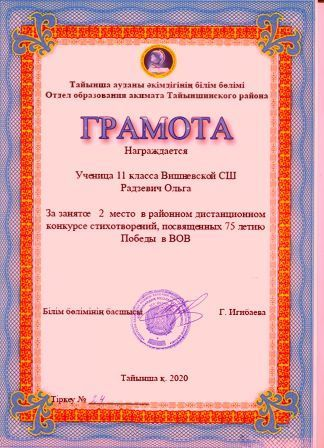 Тайынша ауданы әкімдігінің білім бөлімі
Отдел образования акимата Тайыншинского района
ГРАМОТА
Награждается
Ученица 11 класса Вишневской СШ
Радзевич Ольга
За занятое 2 место в районном дистанционном
конкурсе стихотворений, посвященных 75 летию
Победы в ВОВ
Білім бөлімінің басшысы Г. Игибаева
Тайынша қ. 2020
Тіркеу № 24